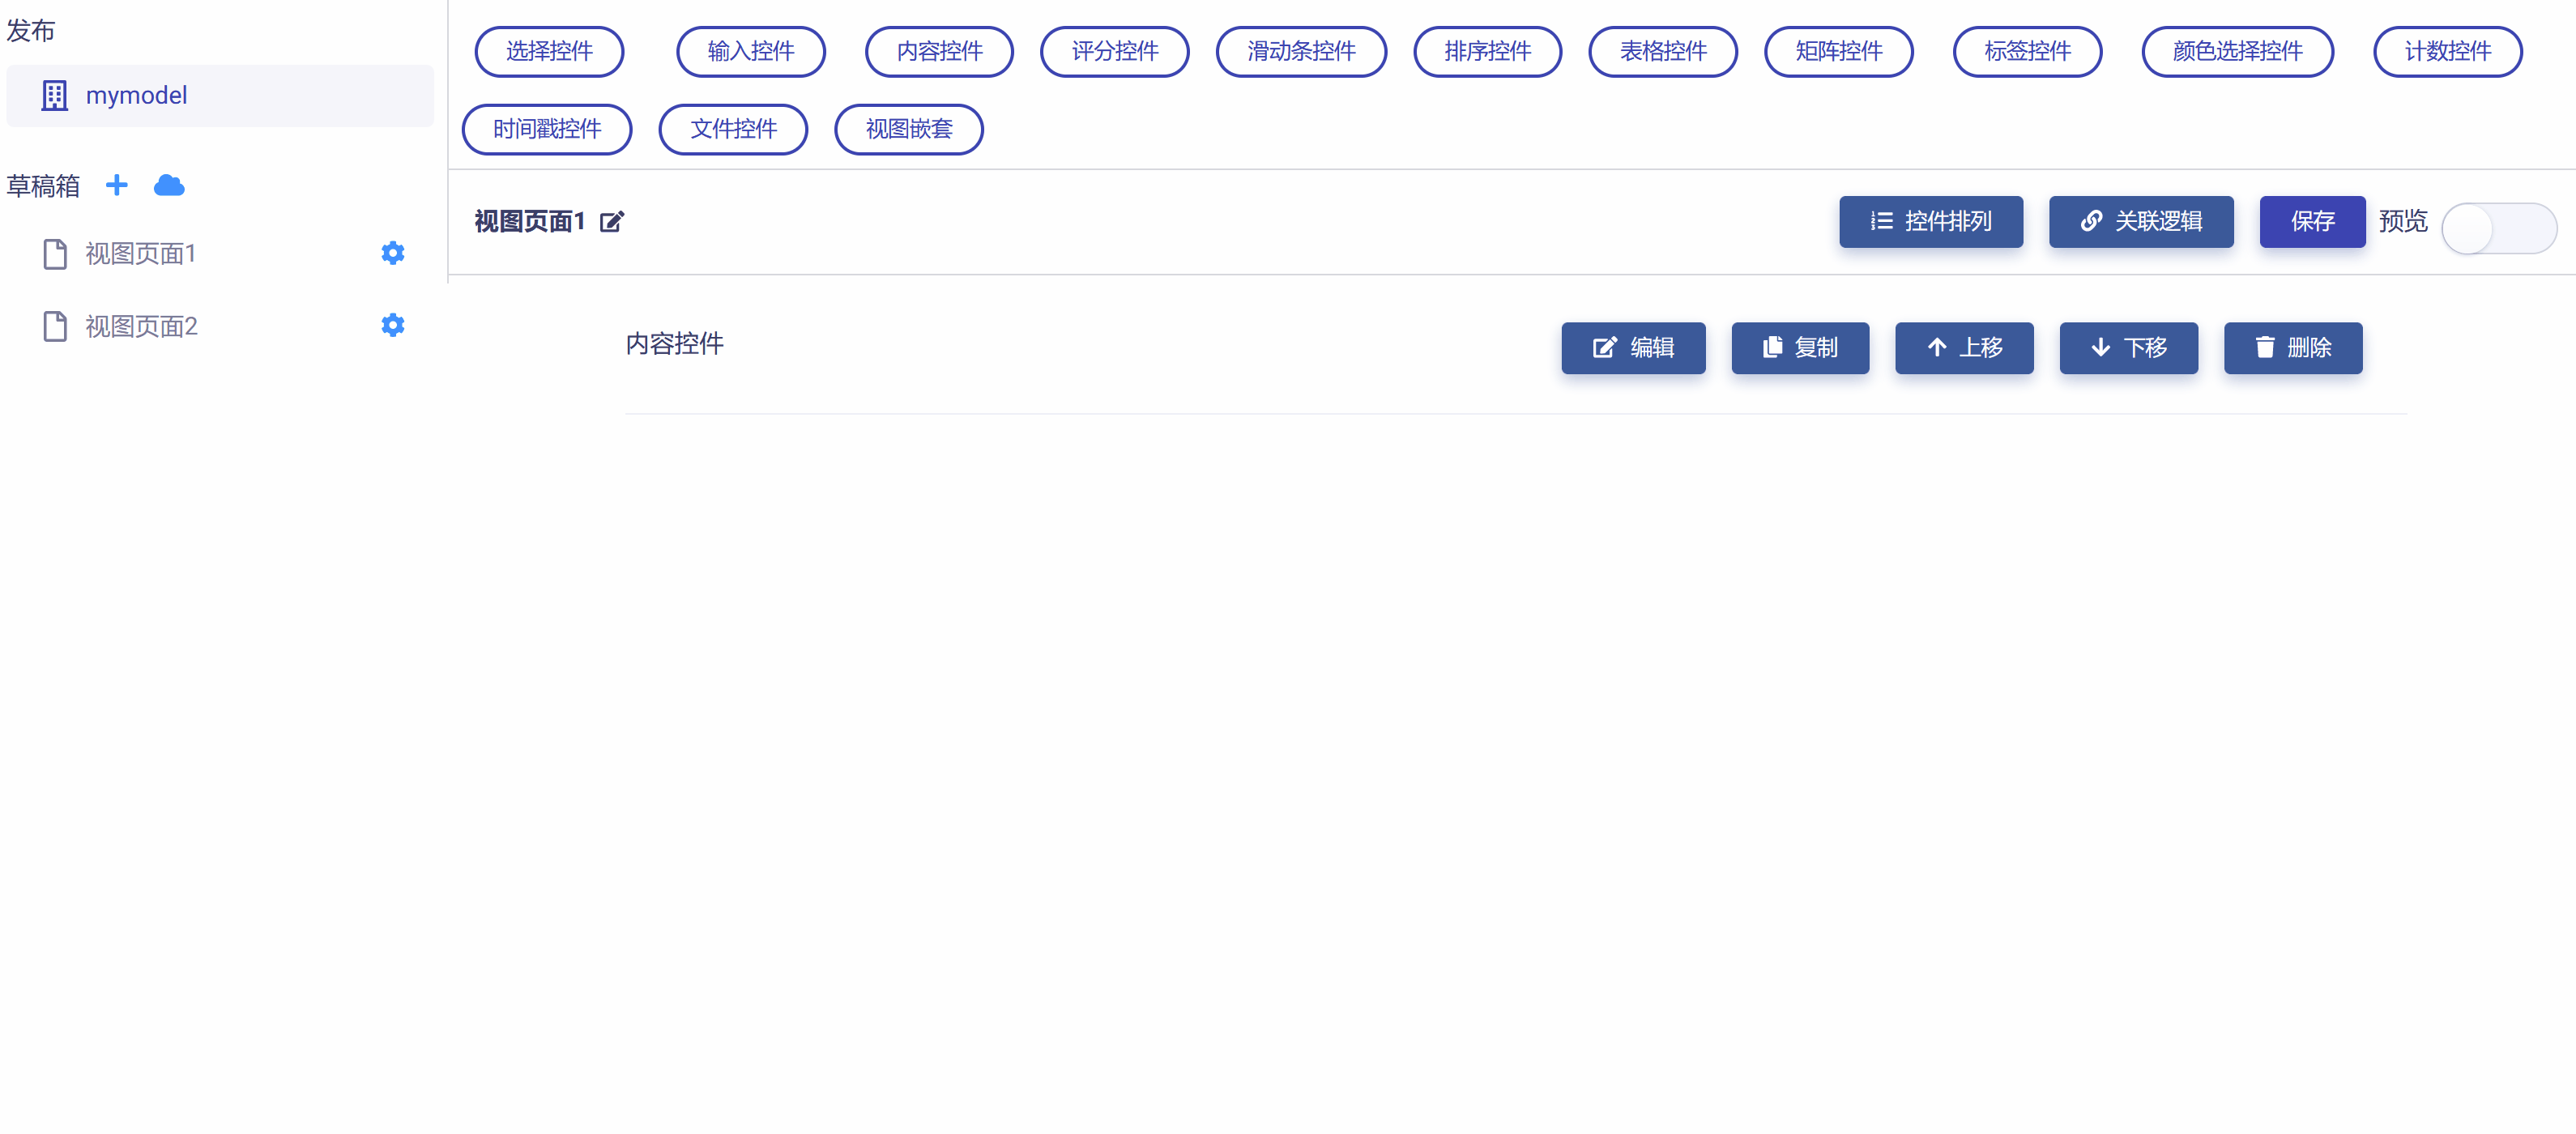 发布
mymodel
草稿箱
视图页面1
视图页面2
选择控件 输入控件 内容控件 评分控件 滑动条控件 排序控件 表格控件 矩阵控件 标签控件 颜色选择控件 计数控件
时间戳控件 文件控件 视图嵌套
视图页面1 控件排列 关联逻辑 保存 预览
内容控件 编辑 复制 上移 下移 删除